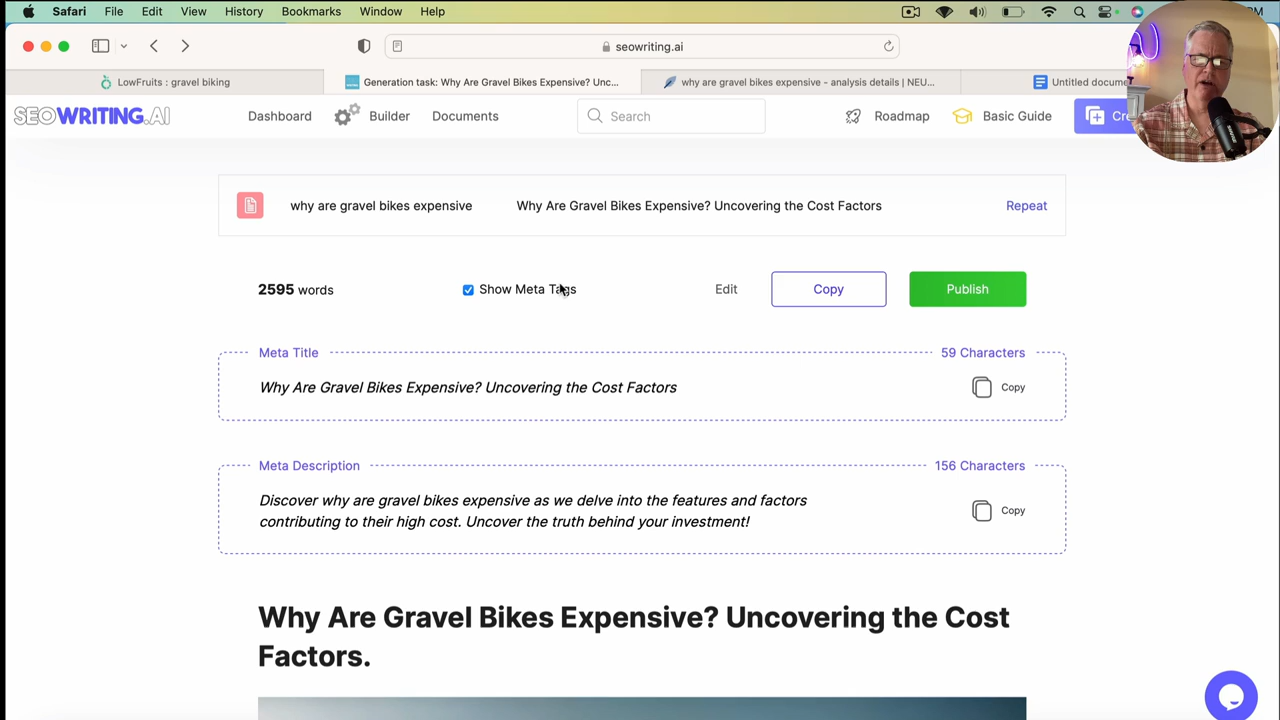 Safari File Edit View History Bookmarks Window Help
seowriting.ai
LowFruits : gravel biking
Generation task: Why Are Gravel Bikes Expensive? Unc...
why are gravel bikes expensive - analysis details | NEU...
Untitled docume
SEOWRITING.AI
Dashboard
Builder
Documents
Search
Roadmap
Basic Guide
why are gravel bikes expensive
Why Are Gravel Bikes Expensive? Uncovering the Cost Factors
Repeat
2595 words
Show Meta Tags
Edit
Copy
Publish
Meta Title
59 Characters
Why Are Gravel Bikes Expensive? Uncovering the Cost Factors
Copy
Meta Description
156 Characters
Discover why are gravel bikes expensive as we delve into the features and factors
contributing to their high cost. Uncover the truth behind your investment!
Copy
Why Are Gravel Bikes Expensive? Uncovering the Cost
Factors.